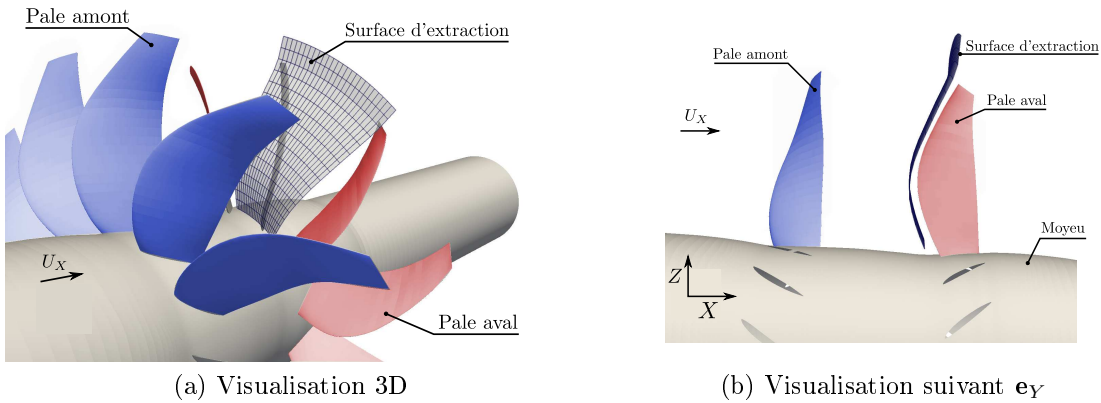 Pale amont
Surface d'extraction
U_X
Pale aval
(a) Visualisation 3D
Pale amont
Surface d'extraction
U_X
Pale aval
Moyeu
Z
X
(b) Visualisation suivant e_Y